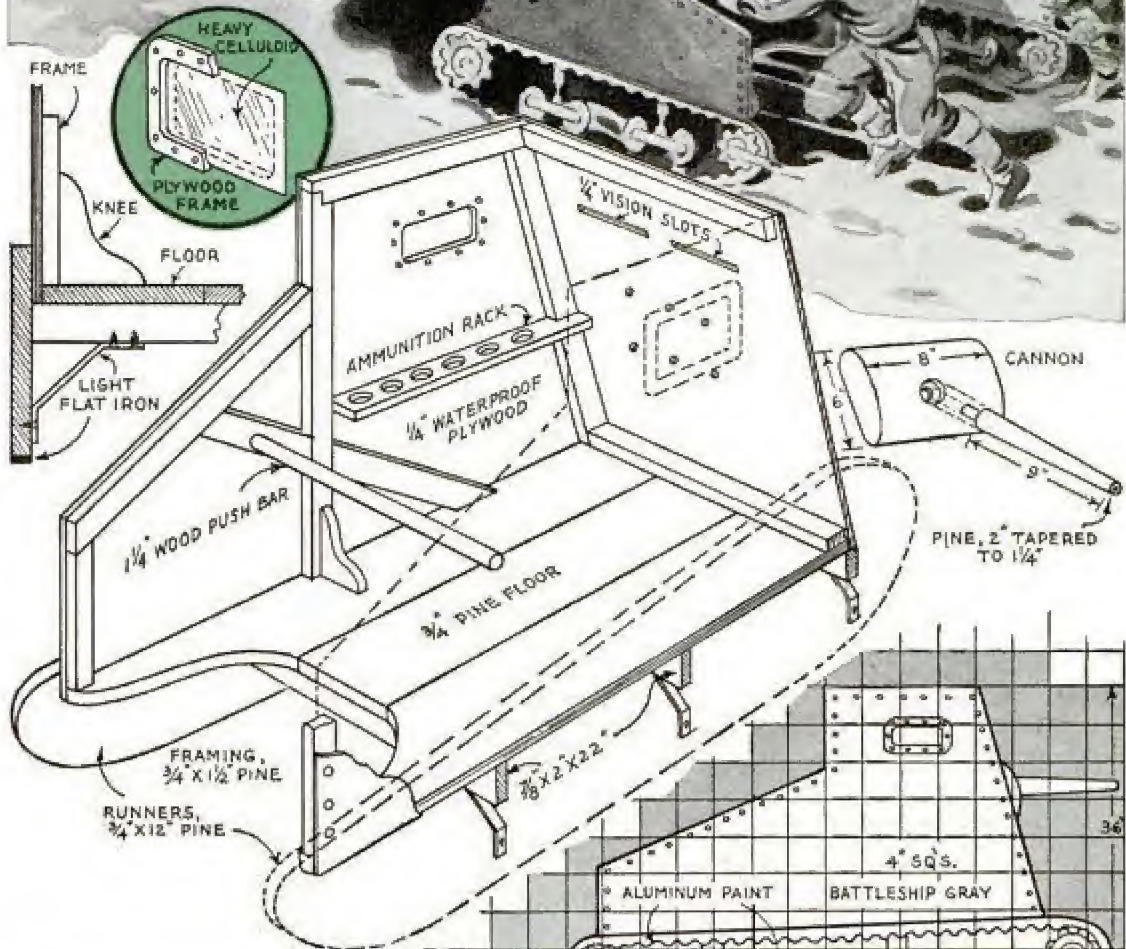 HEAVY
CELLULOID
FRAME
PLYWOOD
FRAME
KNEE
FLOOR
LIGHT
FLAT IRON
1/4" VISION SLOTS
AMMUNITION RACK
1/4" WATERPROOF
PLYWOOD
8"
CANNON
6"
9"
PINE, 2" TAPERED
TO 1 1/4"
1 1/4" WOOD PUSH BAR
3/4" PINE FLOOR
FRAMING,
3/4" X 1 1/2" PINE
RUNNERS,
3/4" X 12" PINE
7/8 X 2" X 22"
36"
4" SQ'S.
ALUMINUM PAINT
BATTLESHIP GRAY